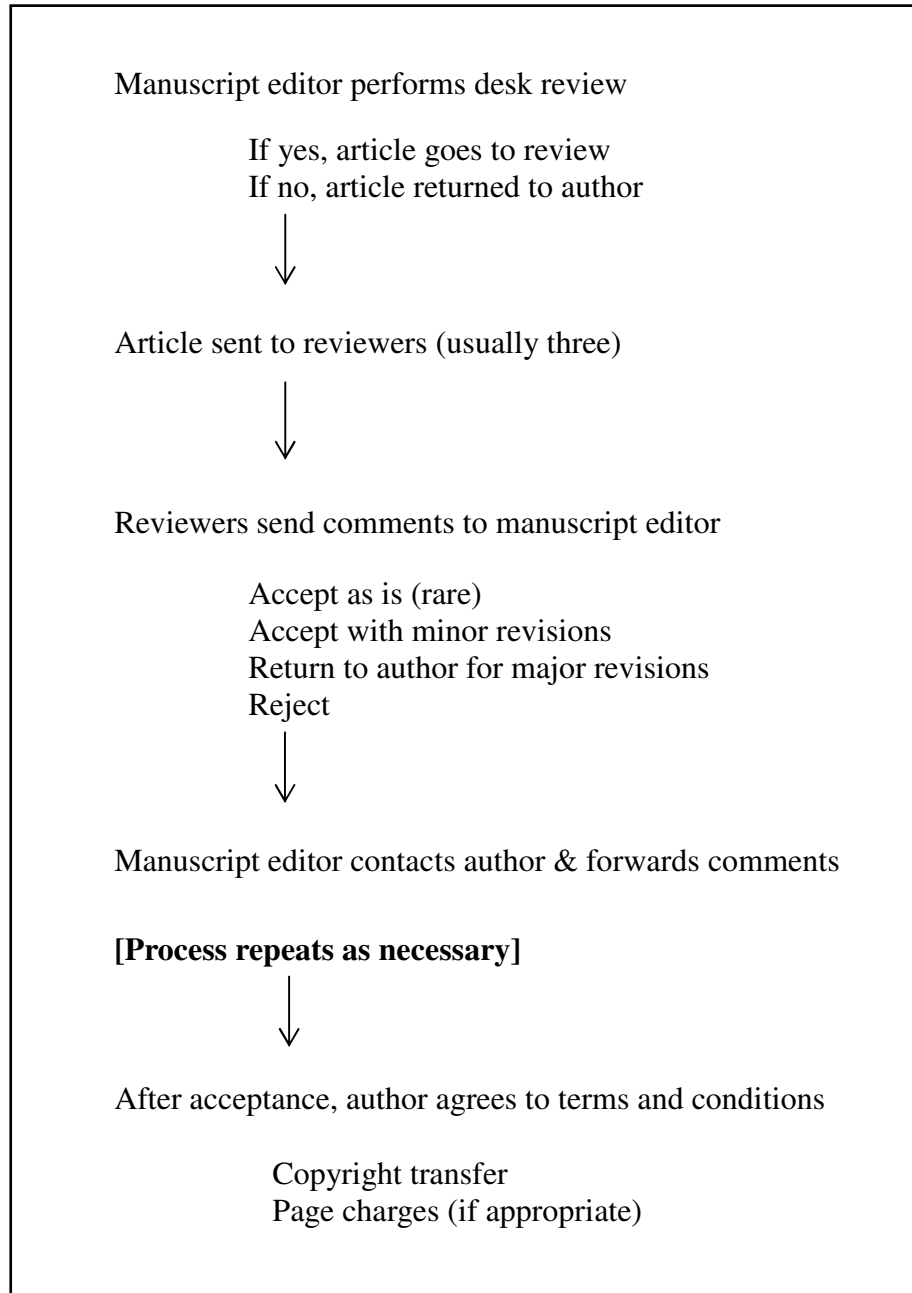 Manuscript editor performs desk review
If yes, article goes to review
If no, article returned to author
Article sent to reviewers (usually three)
Reviewers send comments to manuscript editor
Accept as is (rare)
Accept with minor revisions
Return to author for major revisions
Reject
Manuscript editor contacts author & forwards comments
[Process repeats as necessary]
After acceptance, author agrees to terms and conditions
Copyright transfer
Page charges (if appropriate)